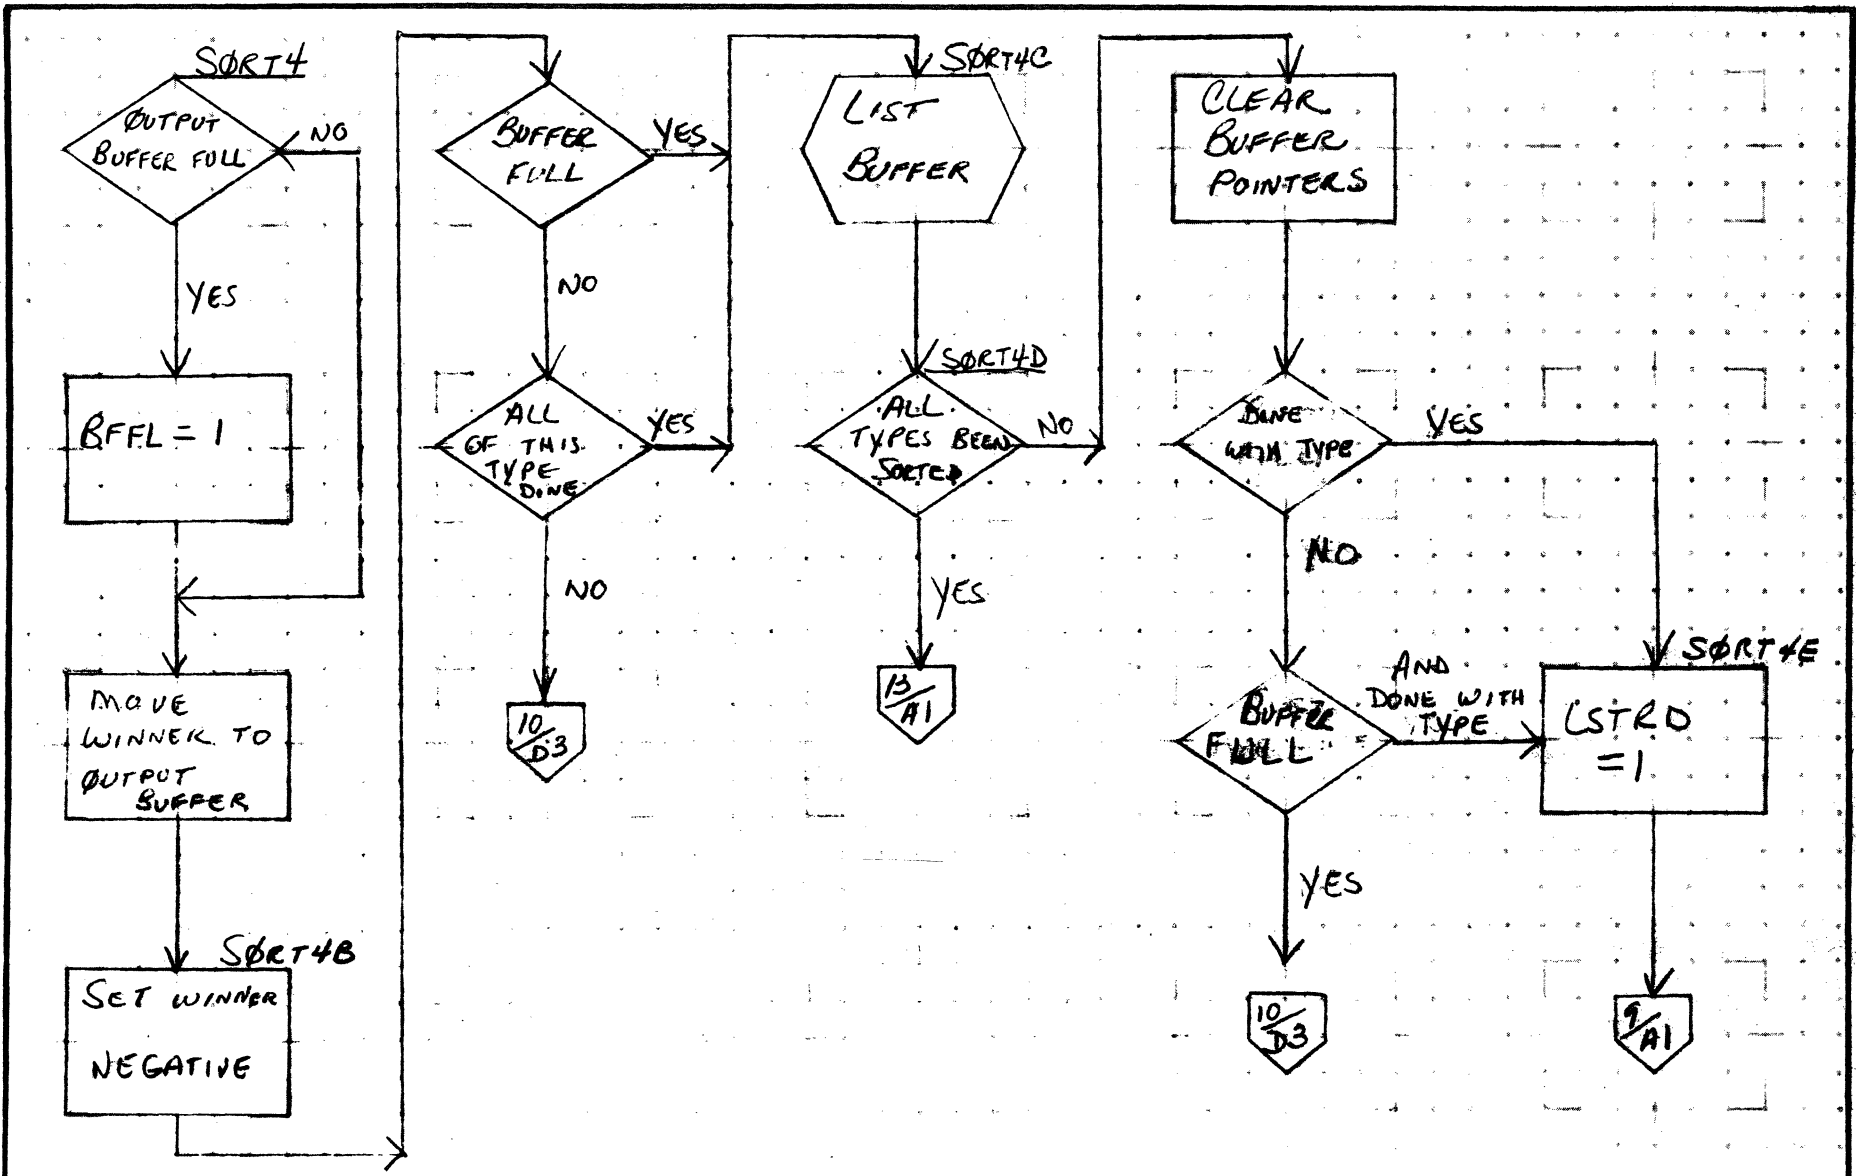 SØRT4
ØUTPUT
BUFFER FULL
NO
YES
BFFL = 1
MOVE
WINNER TO
ØUTPUT
BUFFER
SØRT4B
SET WINNER
NEGATIVE
BUFFER
FULL
YES
NO
ALL
OF THIS
TYPE
DONE
YES
NO
10/D3
SØRT4C
LIST
BUFFER
SØRT4D
ALL
TYPES BEEN
SORTED
NO
YES
13/A1
CLEAR
BUFFER
POINTERS
DONE
WITH TYPE
YES
NO
BUFFER
FULL
AND
DONE WITH
TYPE
YES
10/D3
SØRT4E
LSTRD
=1
9/A1